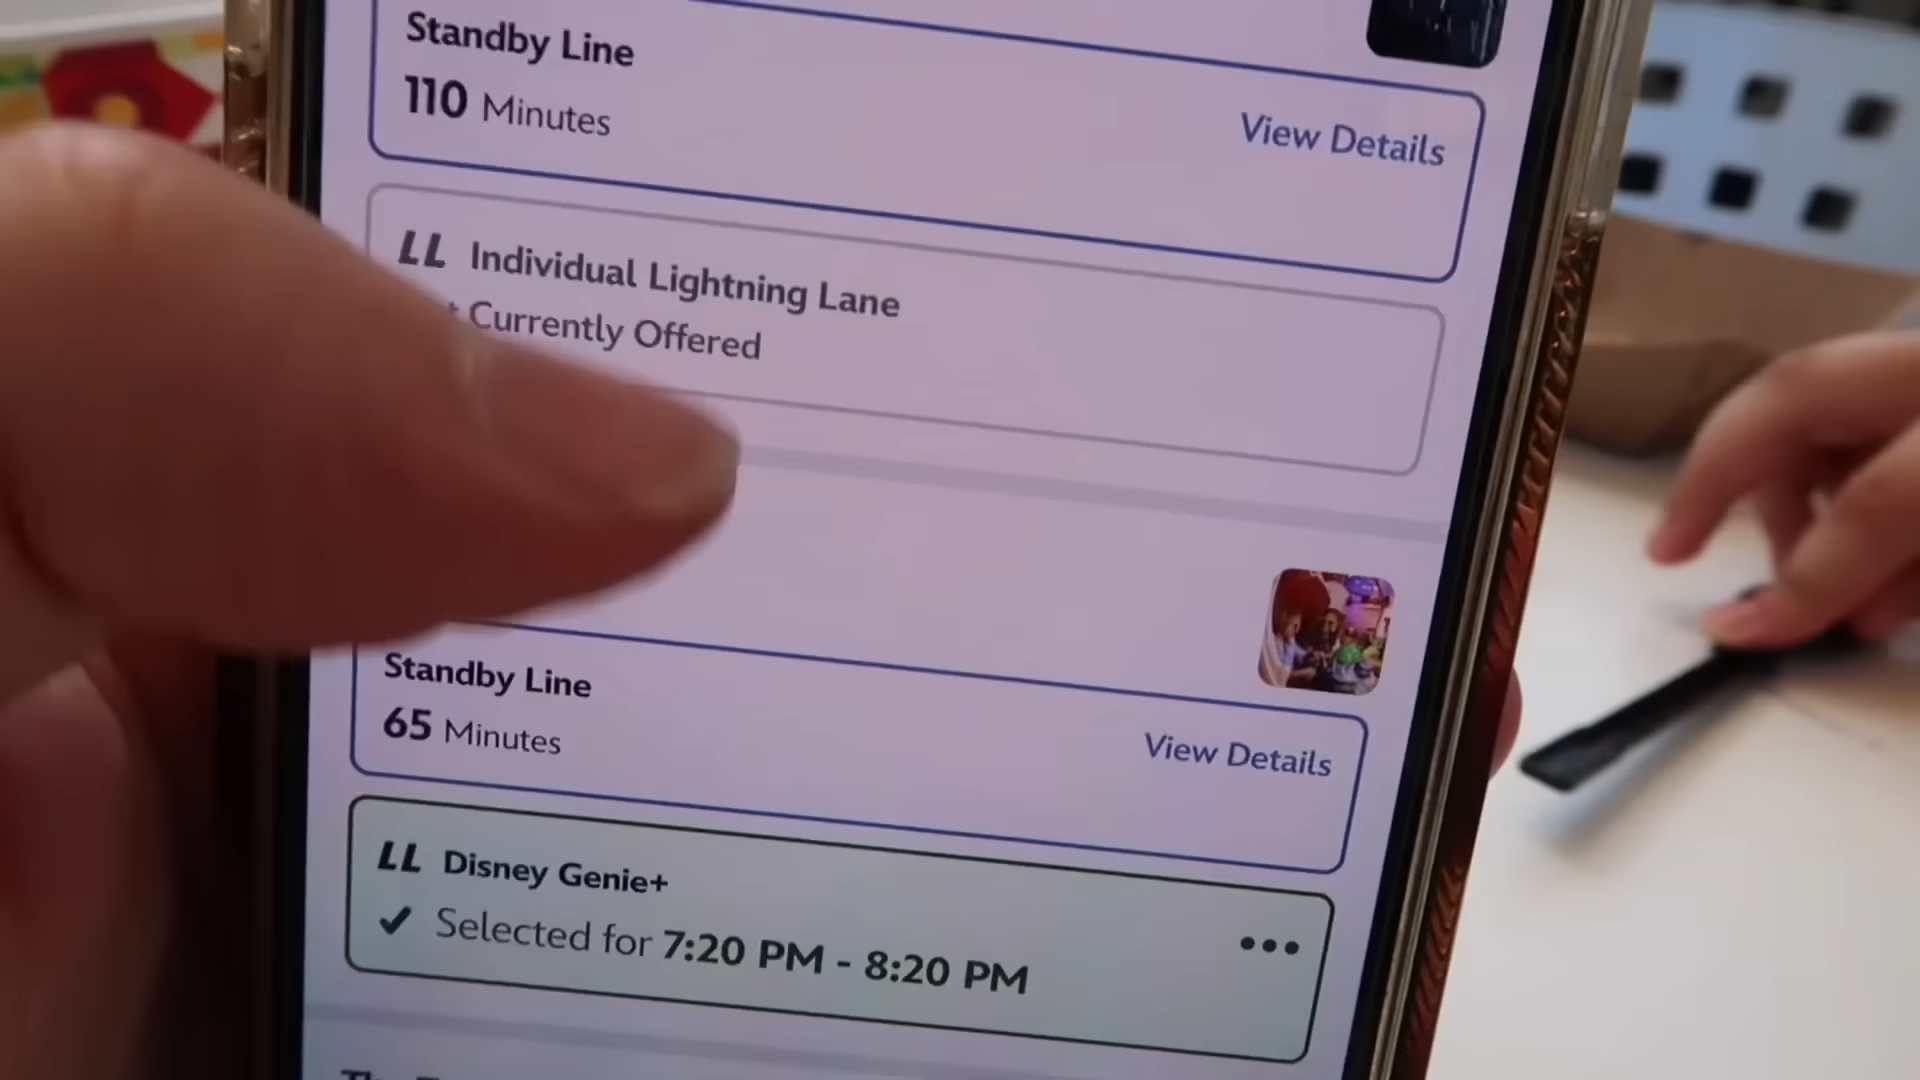 Standby Line
110 Minutes
View Details
LL Individual Lightning Lane
Currently Offered
Standby Line
65 Minutes
View Details
LL Disney Genie+
✓ Selected for 7:20 PM - 8:20 PM